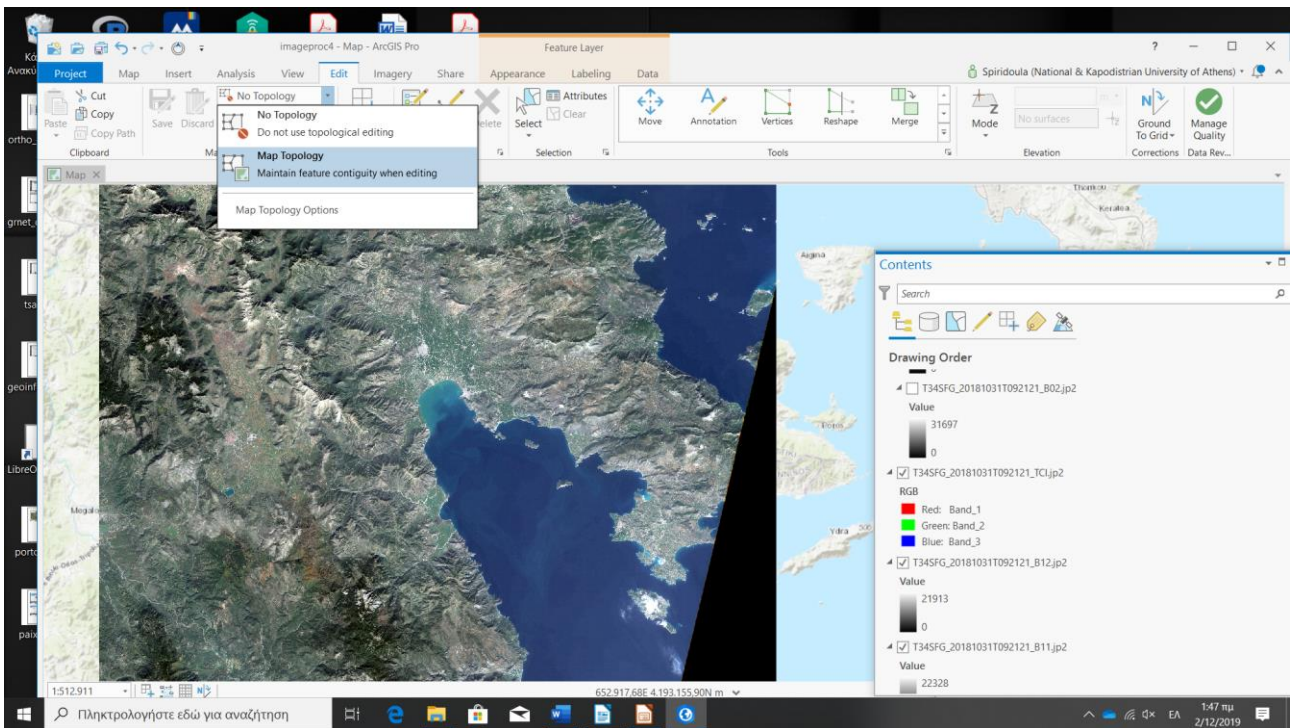 imageproc4 - Map - ArcGIS Pro
Feature Layer
?
Project Map Insert Analysis View Edit Imagery Share Appearance Labeling Data
Spiridoula (National & Kapodistrian University of Athens)
Cut
Copy
Copy Path
Paste
Clipboard
Save Discard
No Topology
No Topology
Do not use topological editing
Map Topology
Maintain feature contiguity when editing
Map Topology Options
Select
Attributes
Clear
Selection
Move Annotation Vertices Reshape Merge
Tools
Mode
No surfaces
Elevation
Ground
To Grid
Corrections
Manage
Quality
Data Rev...
Map
Keratea
Aigina
Ydra
Contents
Search
Drawing Order
0
T34SFG_20181031T092121_B02.jp2
Value
31697
0
T34SFG_20181031T092121_TCI.jp2
RGB
Red: Band_1
Green: Band_2
Blue: Band_3
T34SFG_20181031T092121_B12.jp2
Value
21913
0
T34SFG_20181031T092121_B11.jp2
Value
22328
1:512.911
652.917,68E 4.193.155,90N m
Πληκτρολογήστε εδώ για αναζήτηση
ΕΛ
1:47 πμ
2/12/2019